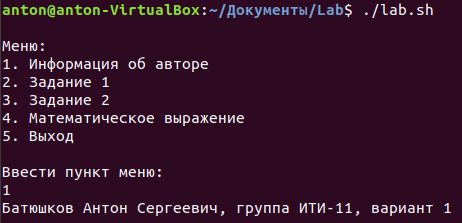 anton@anton-VirtualBox:~/Документы/Lab$ ./lab.sh
Меню:
1. Информация об авторе
2. Задание 1
3. Задание 2
4. Математическое выражение
5. Выход
Ввести пункт меню:
1
Батюшков Антон Сергеевич, группа ИТИ-11, вариант 1